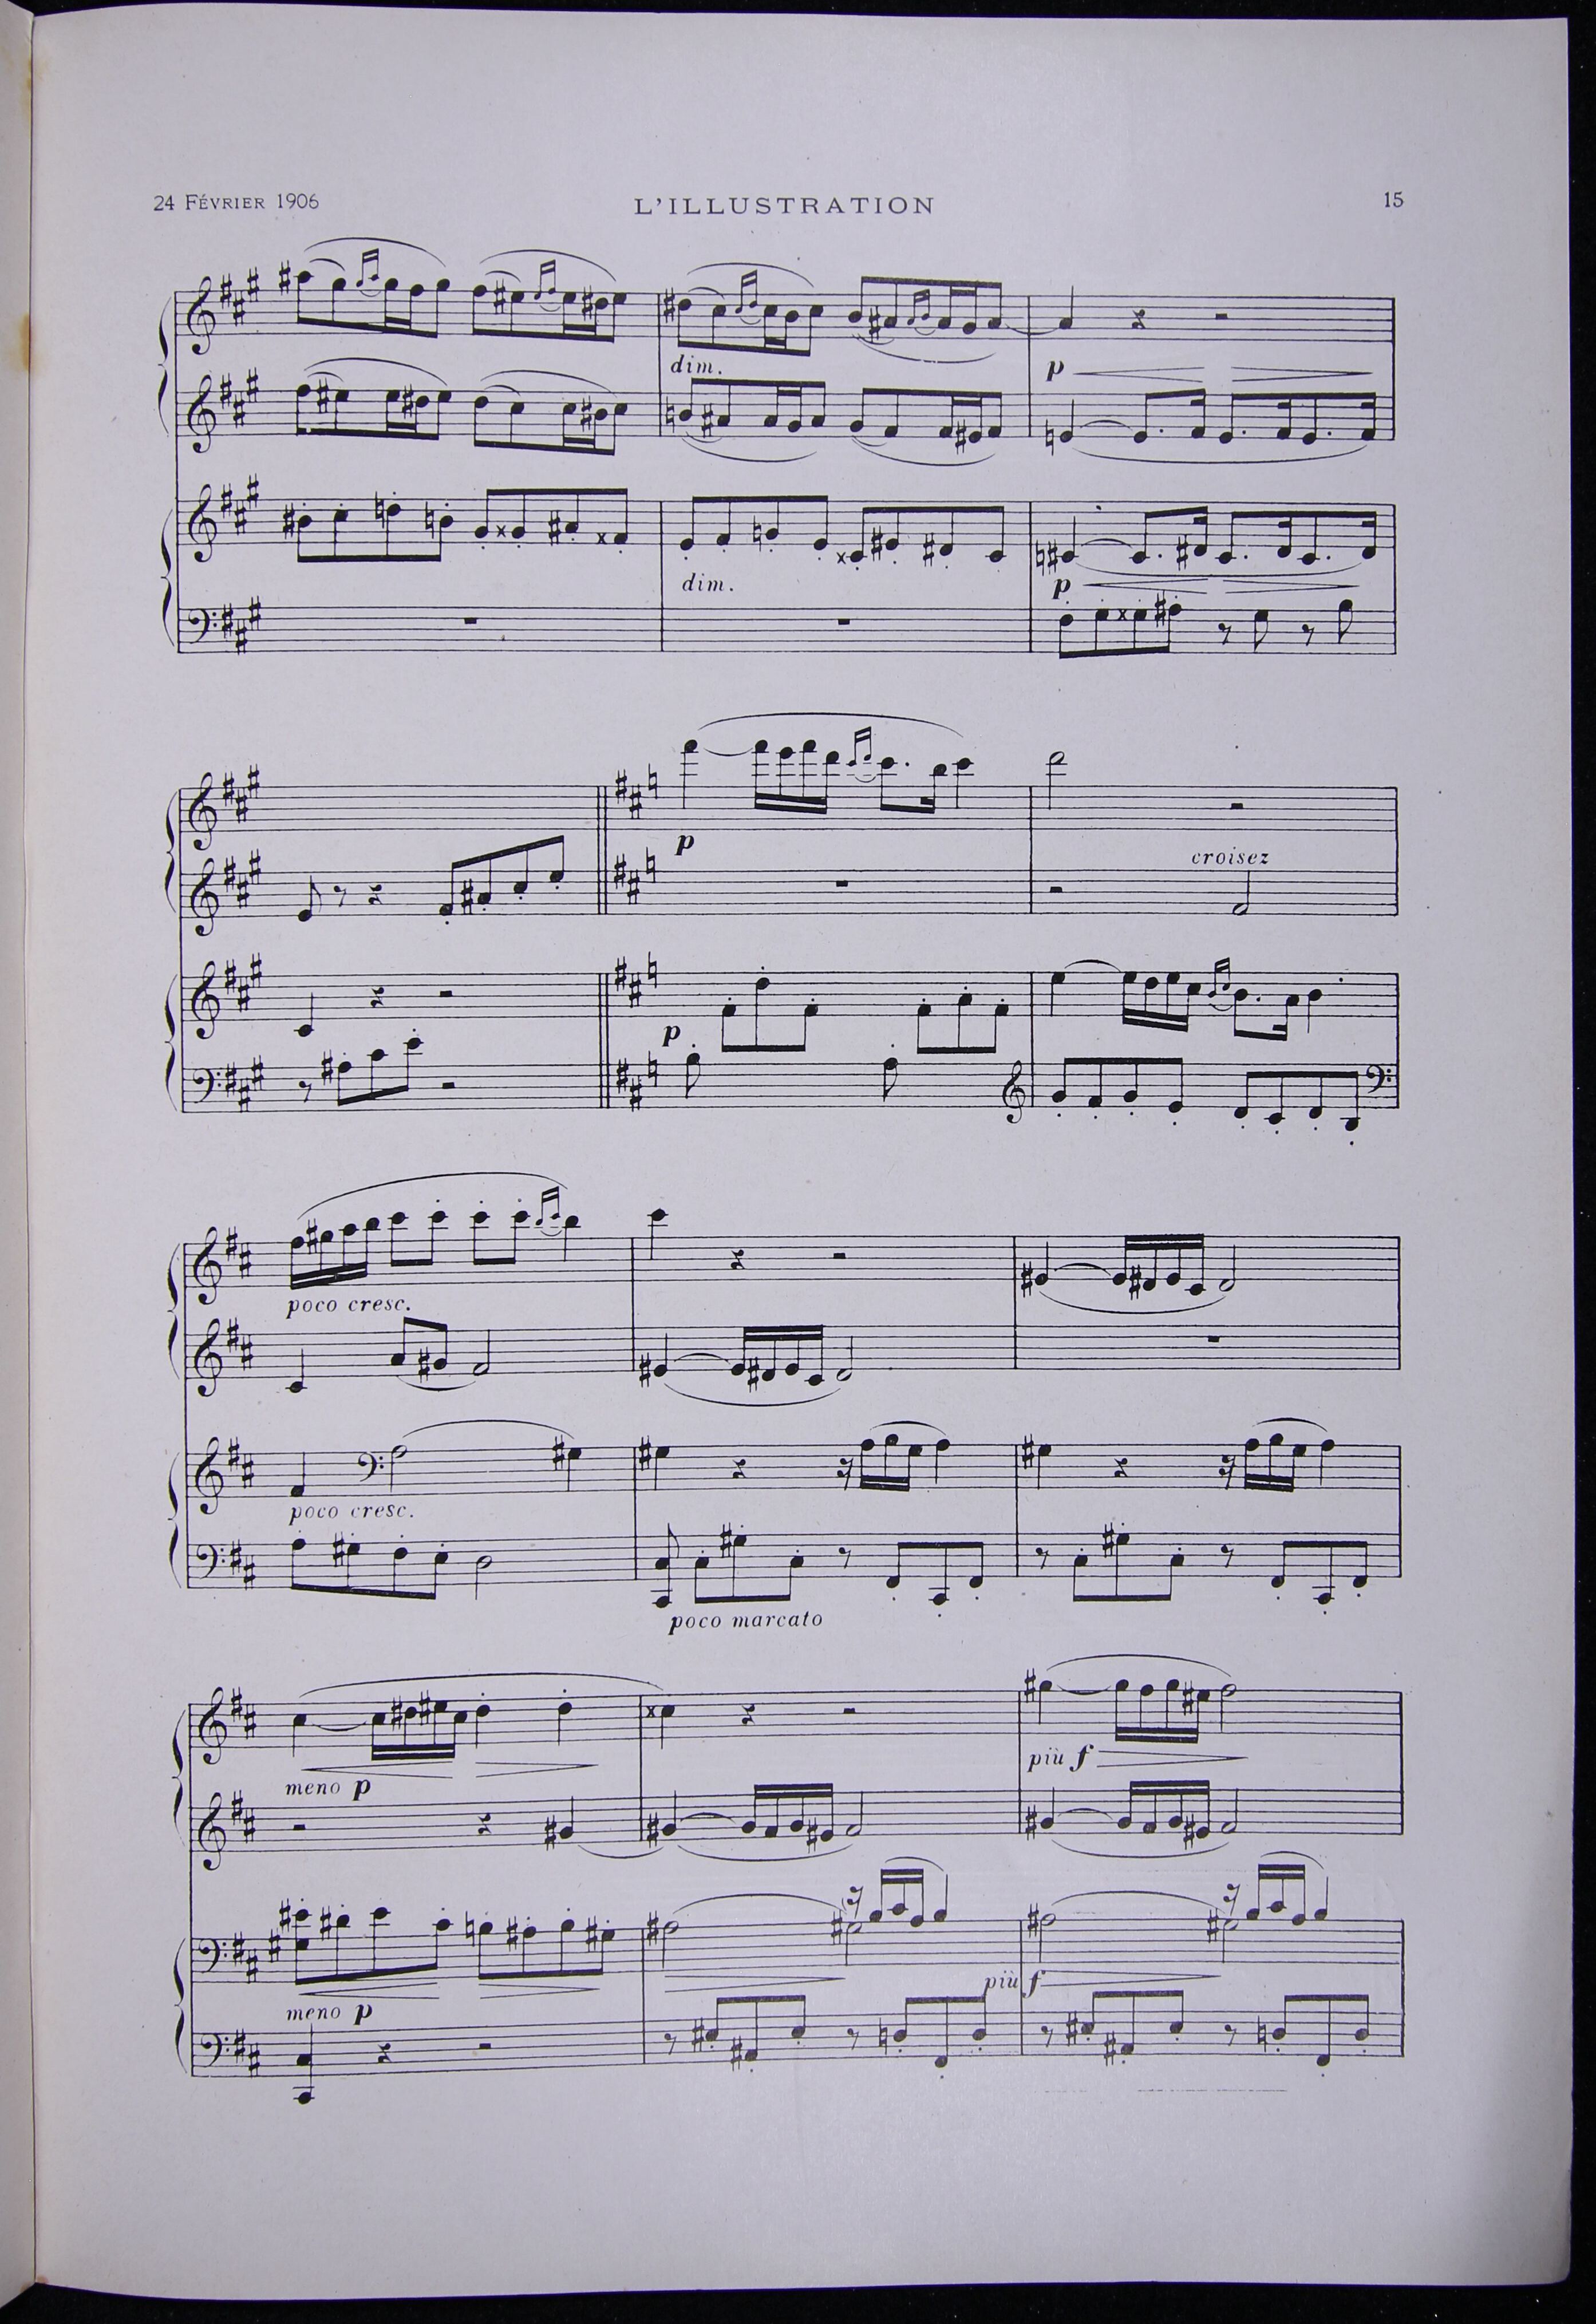 24 FÉVRIER 1906
L'ILLUSTRATION
15
dim.
p
dim.
p
p
croisez
p
poco cresc.
poco cresc.
poco marcato
meno p
più f
meno p
più f